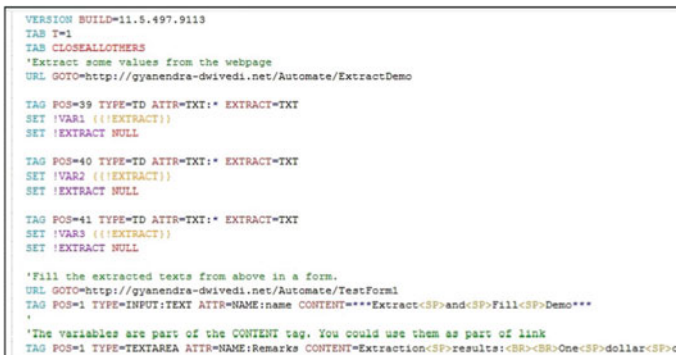 VERSION BUILD=11.5.497.9113
TAB T=1
TAB CLOSEALLOTHERS
'Extract some values from the webpage
URL GOTO=http://gyanendra-dwivedi.net/Automate/ExtractDemo
TAG POS=39 TYPE=TD ATTR=TXT:* EXTRACT=TXT
SET !VAR1 {{!EXTRACT}}
SET !EXTRACT NULL
TAG POS=40 TYPE=TD ATTR=TXT:* EXTRACT=TXT
SET !VAR2 {{!EXTRACT}}
SET !EXTRACT NULL
TAG POS=41 TYPE=TD ATTR=TXT:* EXTRACT=TXT
SET !VAR3 {{!EXTRACT}}
SET !EXTRACT NULL
'Fill the extracted texts from above in a form.
URL GOTO=http://gyanendra-dwivedi.net/Automate/TestForm1
TAG POS=1 TYPE=INPUT:TEXT ATTR=NAME:name CONTENT=***Extract<SP>and<SP>Fill<SP>Demo***
'
'The variables are part of the CONTENT tag. You could use them as part of link
TAG POS=1 TYPE=TEXTAREA ATTR=NAME:Remarks CONTENT=Extraction<SP>results:<BR><BR>One<SP>dollar<SP>